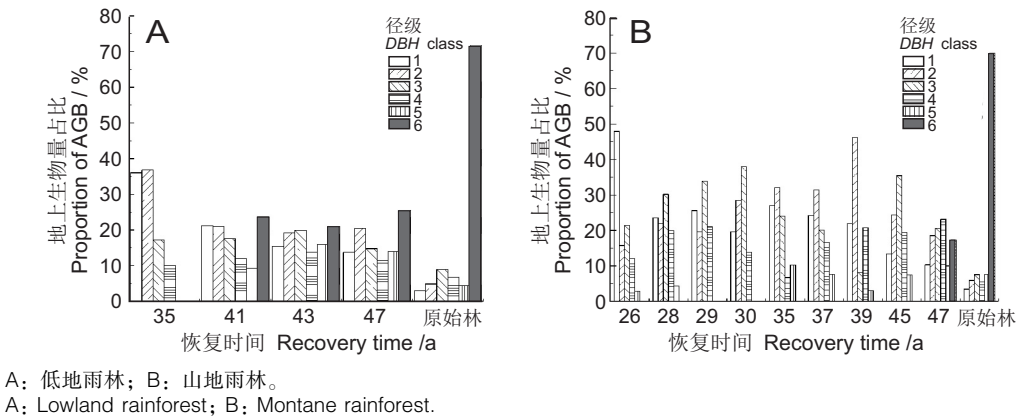 A
80
70
60
50
40
30
20
10
0
地上生物量占比
Proportion of AGB / %
径级
DBH class
1
2
3
4
5
6
35 41 43 47 原始林
恢复时间 Recovery time /a
B
80
70
60
50
40
30
20
10
0
地上生物量占比
Proportion of AGB / %
径级
DBH class
1
2
3
4
5
6
26 28 29 30 35 37 39 45 47 原始林
恢复时间 Recovery time /a
A：低地雨林；B：山地雨林。
A：Lowland rainforest；B：Montane rainforest.